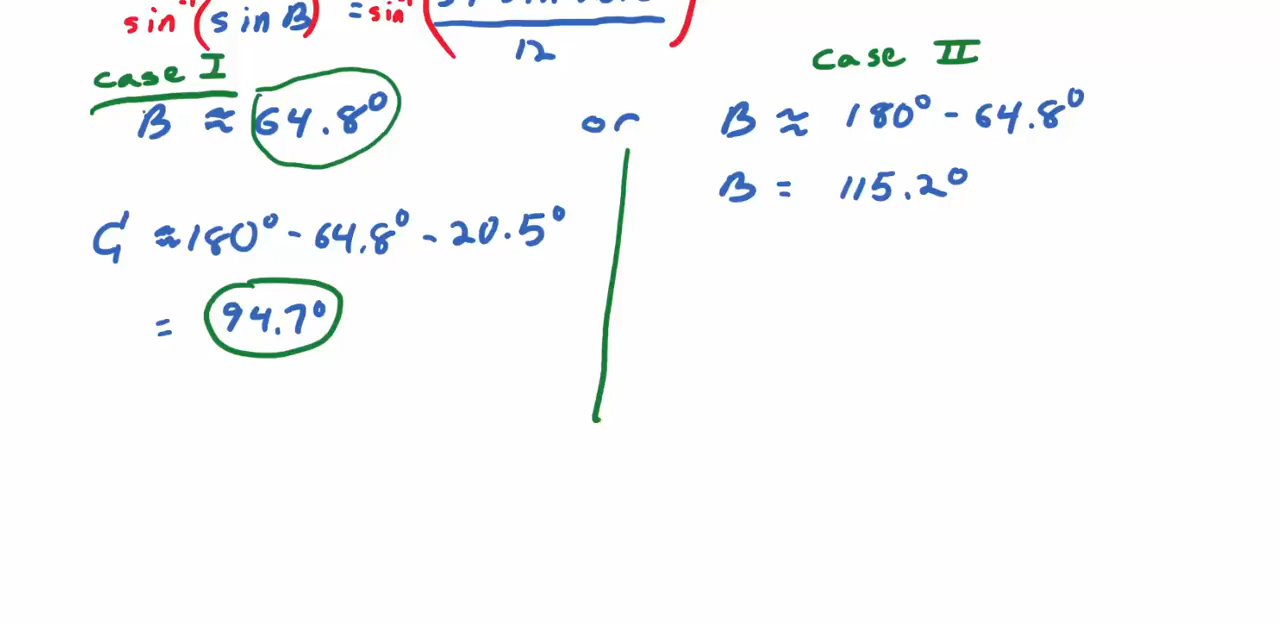 sin⁻¹(sin B) = sin⁻¹( / 12)
case I
B ≈ 64.8°
or
C ≈ 180° - 64.8° - 20.5°
= 94.7°
case II
B ≈ 180° - 64.8°
B = 115.2°